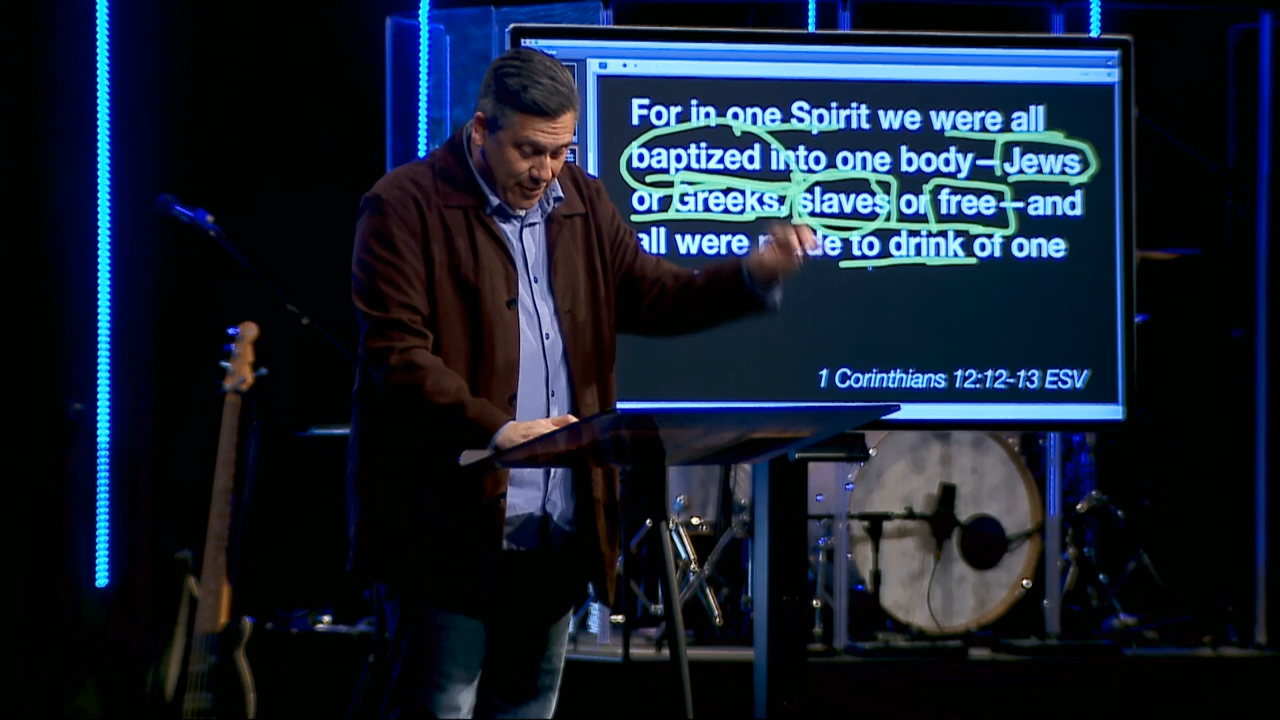 For in one Spirit we were all
baptized into one body—Jews
or Greeks, slaves or free—and
all were made to drink of one
1 Corinthians 12:12-13 ESV